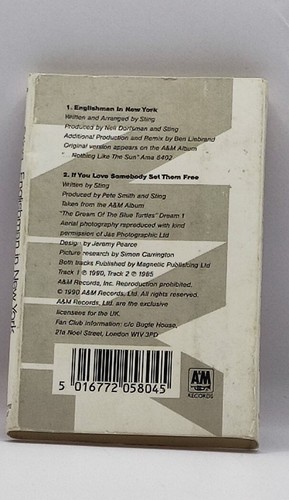 1. Englishman In New York
Written and Arranged by Sting
Produced by Neil Dorfsman and Sting
Additional Production and Remix by Ben Liebrand
Original version appears on the A&M Album
"Nothing Like The Sun" Ama 6402
2. If You Love Somebody Set Them Free
Written by Sting
Produced by Pete Smith and Sting
Taken from the A&M Album
"The Dream Of The Blue Turtles" Dream 1
Aerial photography reproduced with kind
permission of Jas Photographic Ltd
Design by Jeremy Pearce
Picture research by Simon Carrington
Both tracks Published by Magnetic Publishing Ltd
Track 1 ℗ 1990, Track 2 ℗ 1985
A&M Records, Inc. Reproduction prohibited.
© 1990 A&M Records, Ltd. All rights reserved.
A&M Records, Ltd. are the exclusive
licensees for the UK.
Fan Club information: c/o Bugle House,
21a Noel Street, London W1V 3PD
5 016772 058045
A&M
RECORDS
Englishman in New York